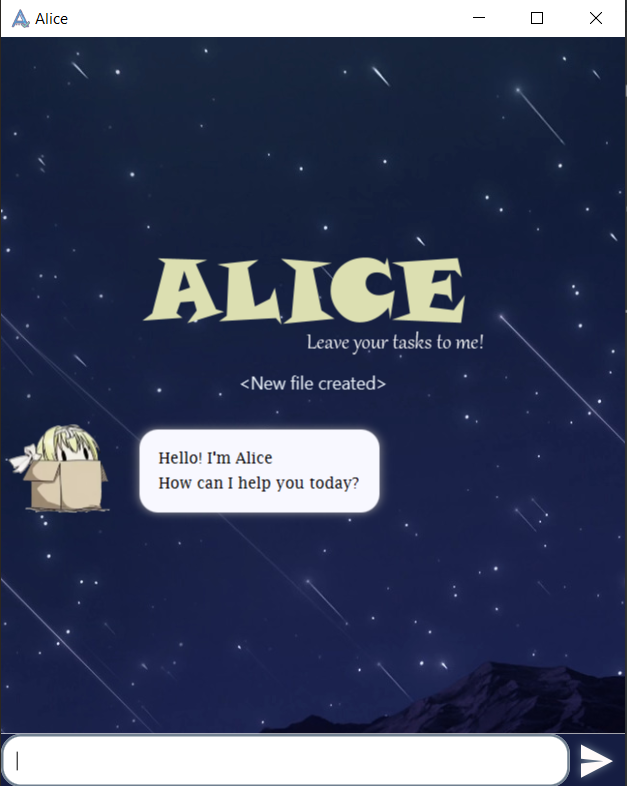 Alice
ALICE
Leave your tasks to me!
<New file created>
Hello! I'm Alice
How can I help you today?